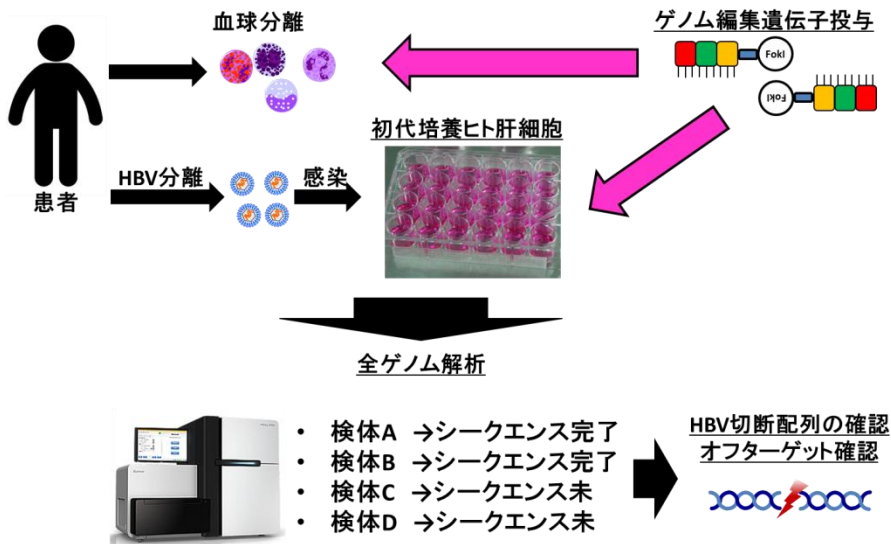 血球分離
ゲノム編集遺伝子投与
FokI
FokI
初代培養ヒト肝細胞
HBV分離
感染
患者
全ゲノム解析
• 検体A →シークエンス完了
• 検体B →シークエンス完了
• 検体C →シークエンス未
• 検体D →シークエンス未
HBV切断配列の確認
オフターゲット確認